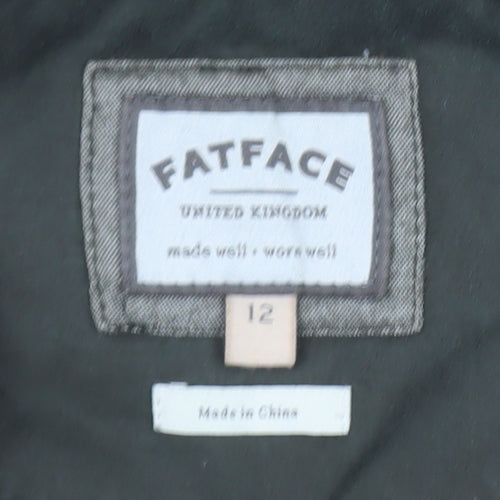 FATFACE
UNITED KINGDOM
made well • worn well
12
Made in China